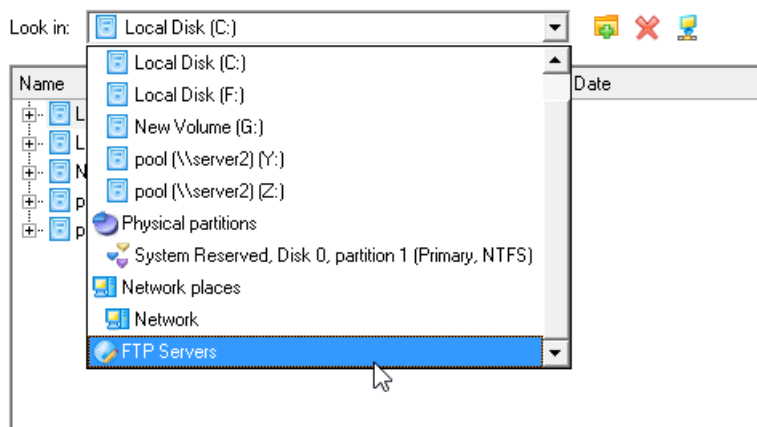 Look in: Local Disk (C:)
Name Date
Local Disk (C:)
Local Disk (F:)
New Volume (G:)
pool (\\server2) (Y:)
pool (\\server2) (Z:)
Physical partitions
System Reserved, Disk 0, partition 1 (Primary, NTFS)
Network places
Network
FTP Servers